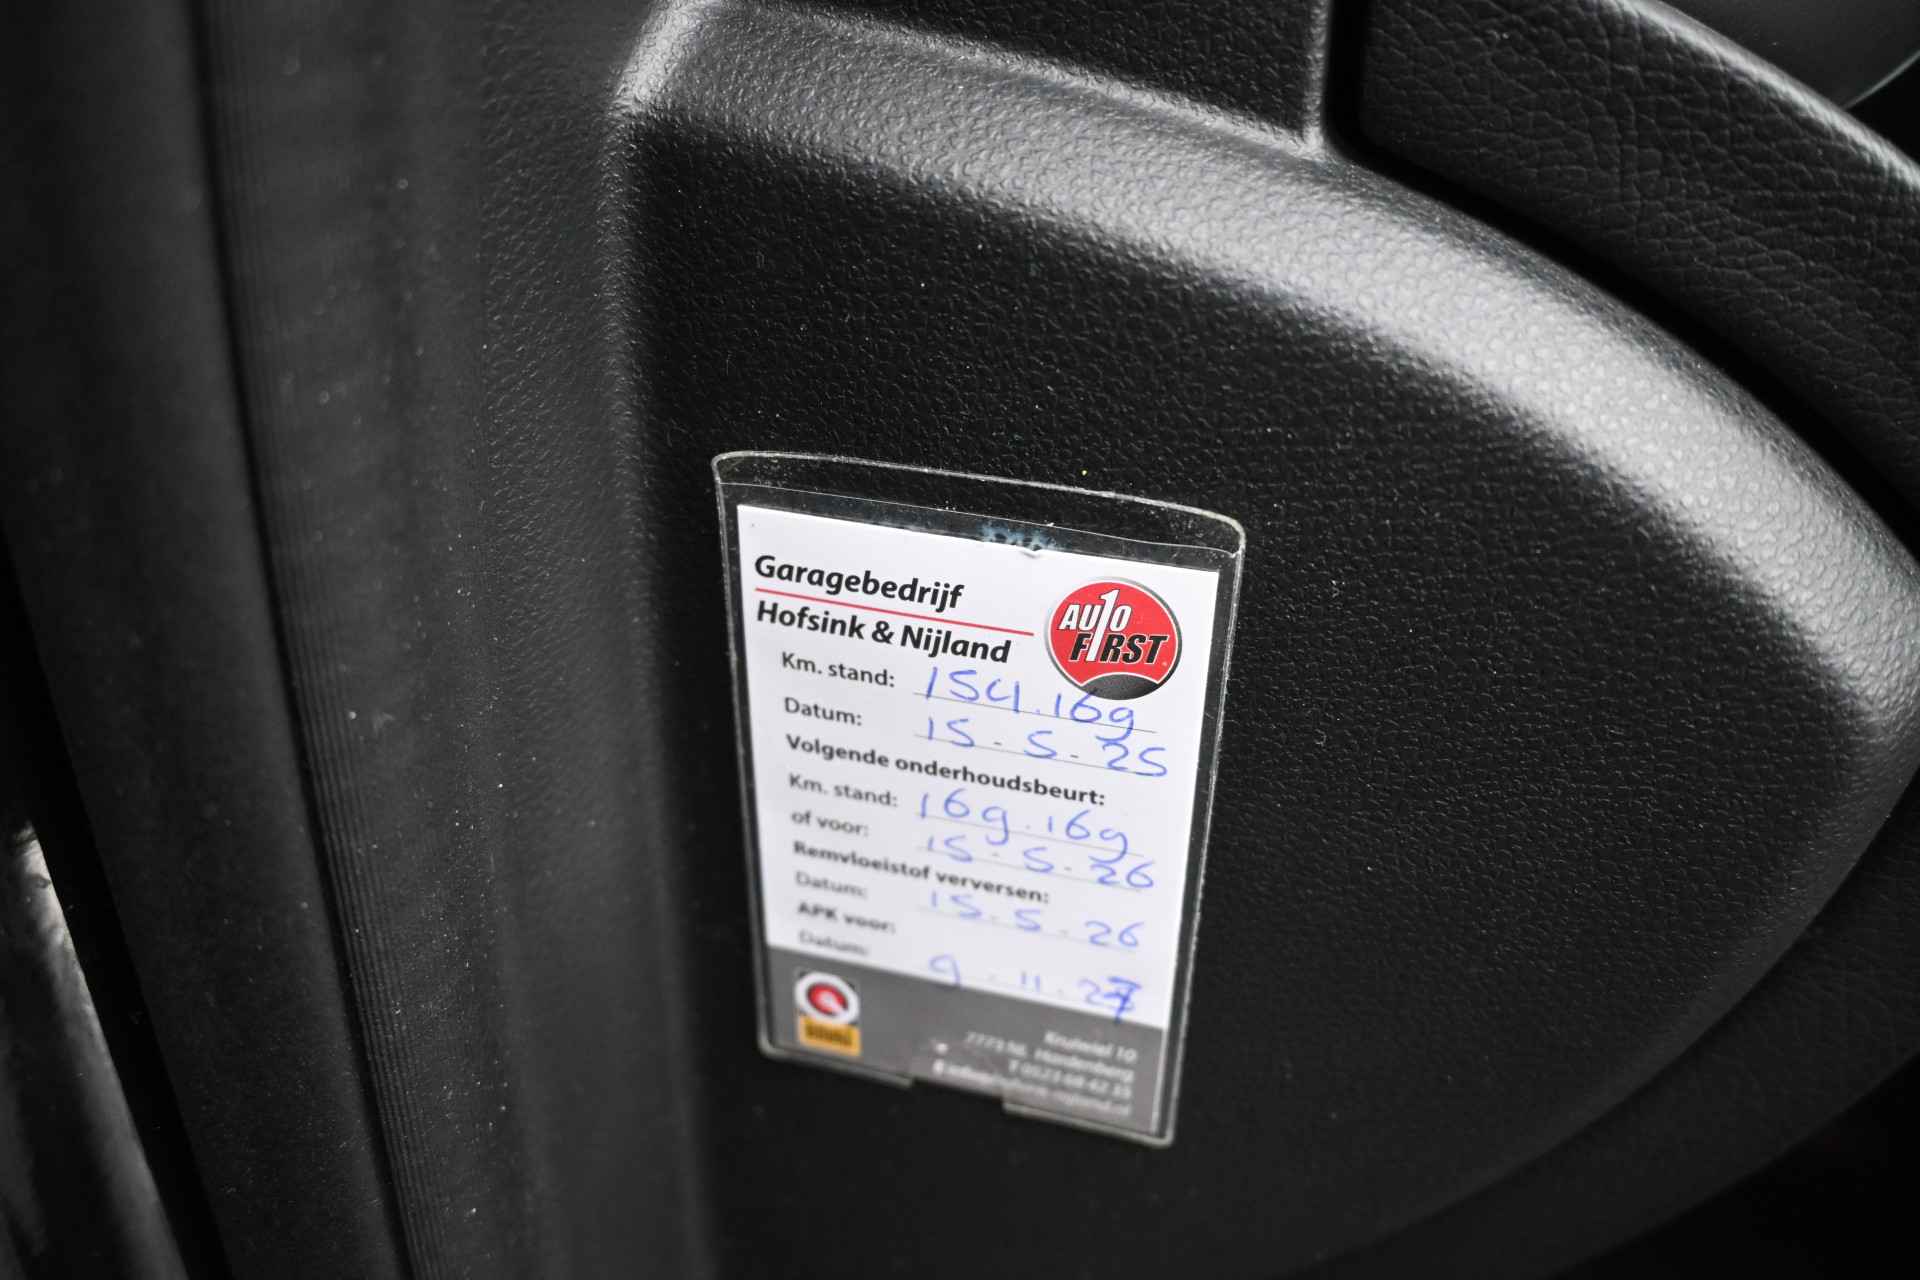 Garagebedrijf
Hofsink & Nijland
AUTO
FIRST
Km. stand: 154.169
Datum: 15.5.25
Volgende onderhoudsbeurt:
Km. stand: 169.169
of voor: 15.5.26
Remvloeistof verversen:
Datum: 15.5.26
APK voor:
Datum: 9.11.27